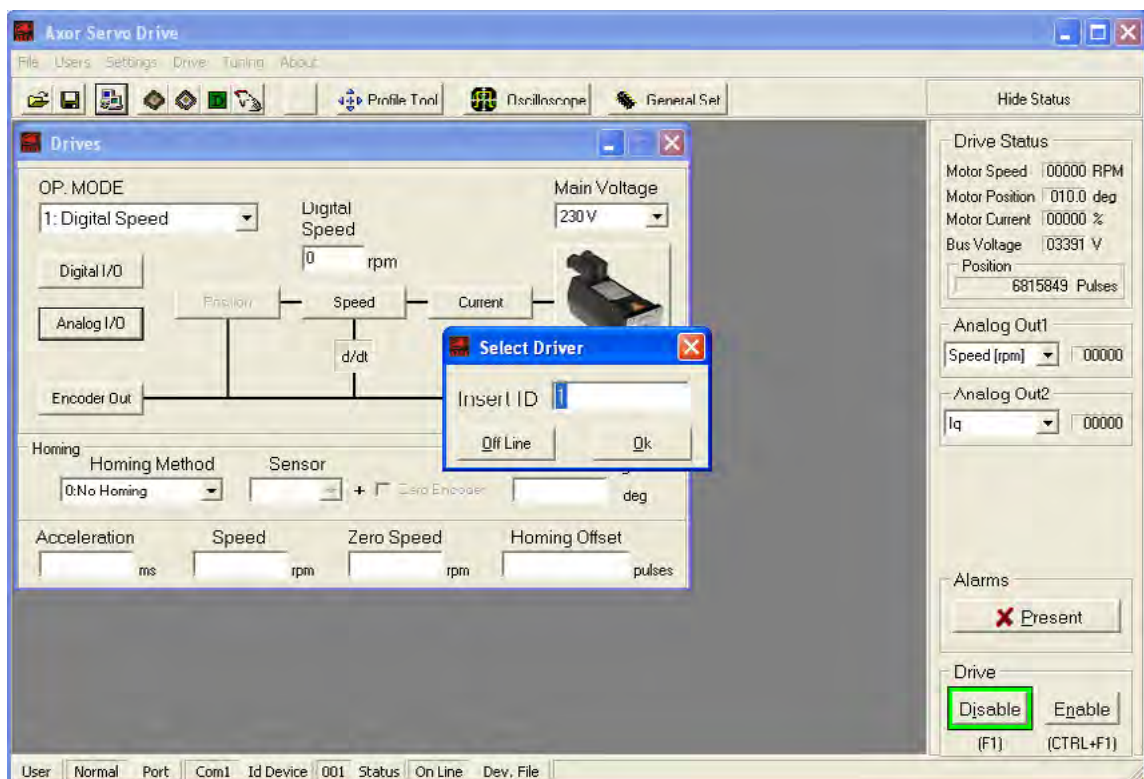 Axor Servo Drive
File Users Settings Drive Tuning About
Profile Tool Oscilloscope General Set Hide Status
Drives
OP. MODE
1: Digital Speed
Digital Speed
0 rpm
Main Voltage
230 V
Digital I/O
Analog I/O
Encoder Out
Position Speed Current
d/dt
Select Driver
Insert ID 1
Off Line Ok
Homing
Homing Method Sensor
0:No Homing + Zero Encoder deg
Acceleration Speed Zero Speed Homing Offset
ms rpm rpm pulses
Drive Status
Motor Speed 00000 RPM
Motor Position 010.0 deg
Motor Current 00000 %
Bus Voltage 03391 V
Position
6815849 Pulses
Analog Out1
Speed [rpm] 00000
Analog Out2
Iq 00000
Alarms
Present
Drive
Disable Enable
(F1) (CTRL+F1)
User Normal Port Com1 Id Device 001 Status On Line Dev. File